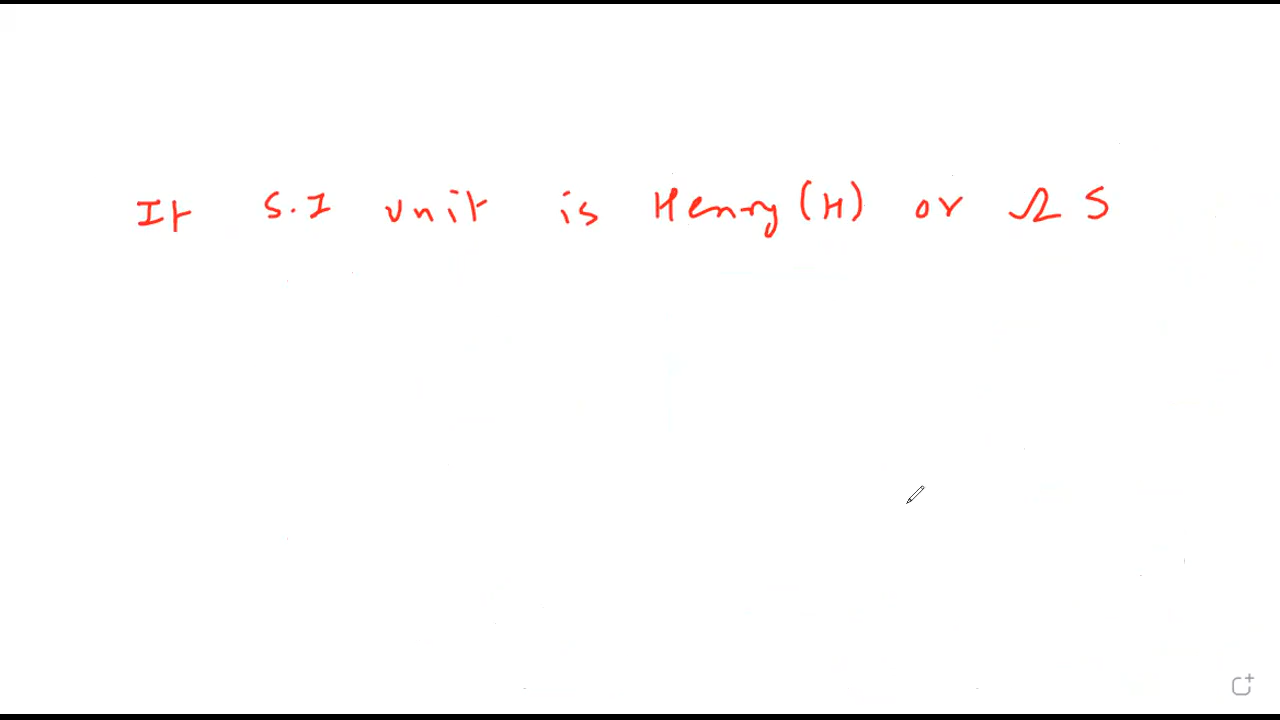 It S.I unit is Henry (H) or Ω S